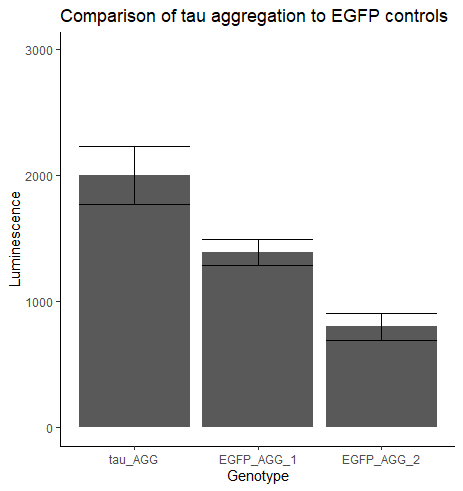 Comparison of tau aggregation to EGFP controls
3000
2000
1000
0
Luminescence
tau_AGG EGFP_AGG_1 EGFP_AGG_2
Genotype